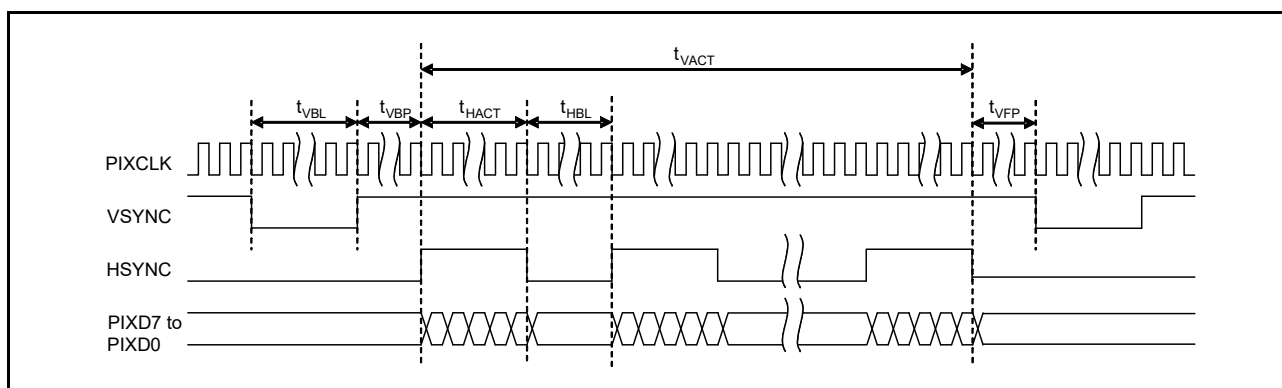 tVACT
tVBL tVBP tHACT tHBL tVFP
PIXCLK
VSYNC
HSYNC
PIXD7 to
PIXD0